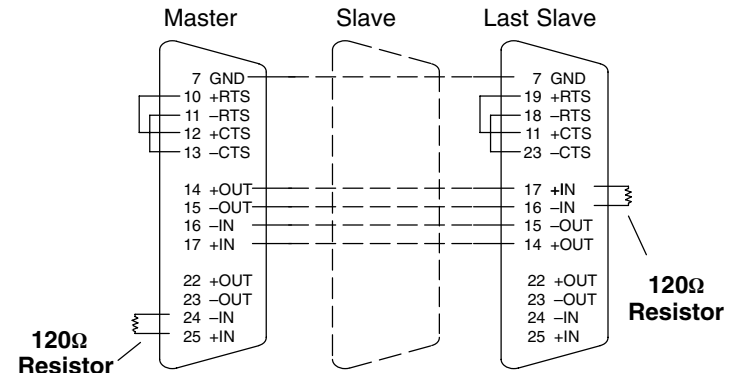 Master Slave Last Slave
7 GND 7 GND
10 +RTS 19 +RTS
11 –RTS 18 –RTS
12 +CTS 11 +CTS
13 –CTS 23 –CTS
14 +OUT 17 +IN
15 –OUT 16 –IN
16 –IN 15 –OUT
17 +IN 14 +OUT
22 +OUT 22 +OUT
23 –OUT 23 –OUT
24 –IN 24 –IN
25 +IN 25 +IN
120Ω
Resistor
120Ω
Resistor